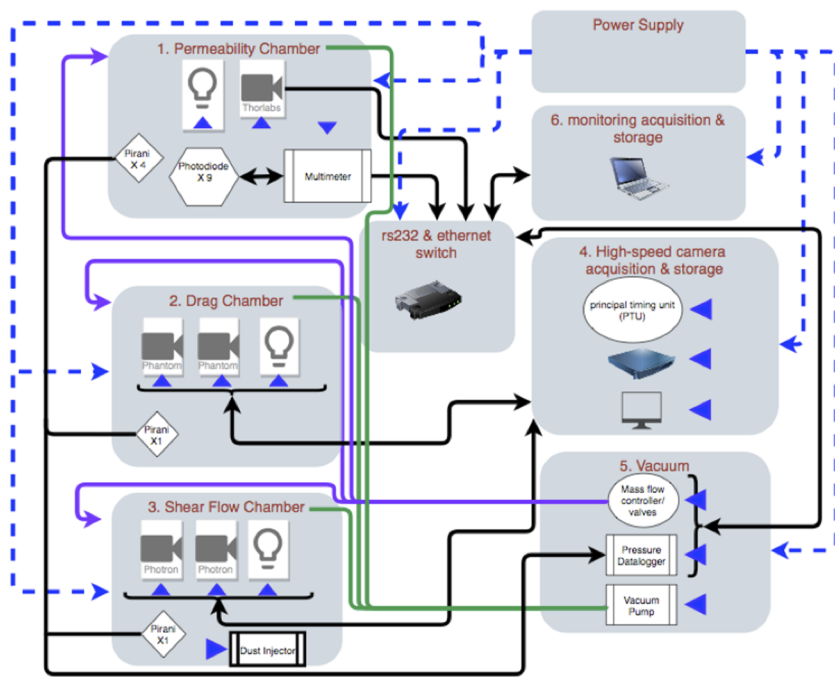 Power Supply
1. Permeability Chamber
Thorlabs
Pirani
X 4
Photodiode
X 9
Multimeter
6. monitoring acquisition &
storage
rs232 & ethernet
switch
4. High-speed camera
acquisition & storage
principal timing unit
(PTU)
2. Drag Chamber
Phantom
Phantom
Pirani
X1
5. Vacuum
Mass flow
controller/
valves
Pressure
Datalogger
Vacuum
Pump
3. Shear Flow Chamber
Photron
Photron
Pirani
X1
Dust Injector